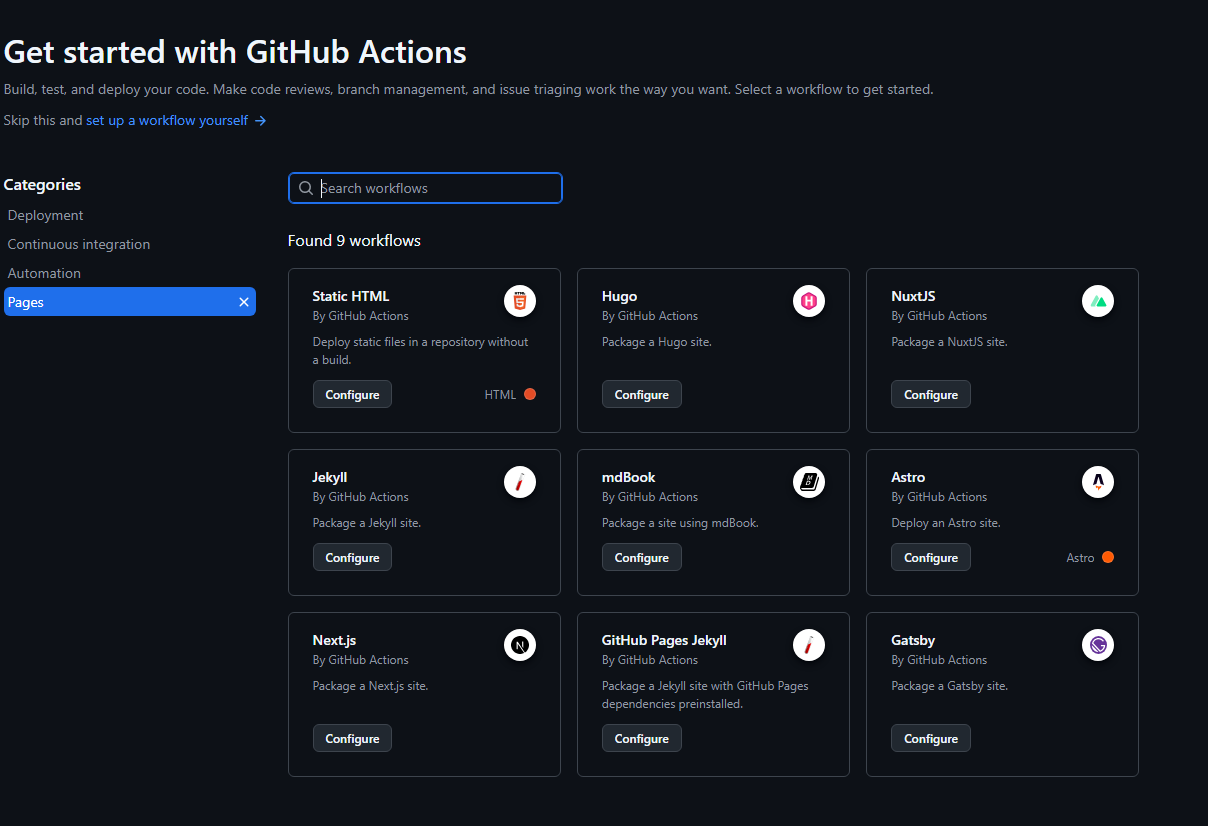 Get started with GitHub Actions
Build, test, and deploy your code. Make code reviews, branch management, and issue triaging work the way you want. Select a workflow to get started.
Skip this and set up a workflow yourself →
Categories
Deployment
Continuous integration
Automation
Pages
Search workflows
Found 9 workflows
Static HTML
By GitHub Actions
Deploy static files in a repository without
a build.
Configure
HTML
Hugo
By GitHub Actions
Package a Hugo site.
Configure
NuxtJS
By GitHub Actions
Package a NuxtJS site.
Configure
Jekyll
By GitHub Actions
Package a Jekyll site.
Configure
mdBook
By GitHub Actions
Package a site using mdBook.
Configure
Astro
By GitHub Actions
Deploy an Astro site.
Configure
Astro
Next.js
By GitHub Actions
Package a Next.js site.
Configure
GitHub Pages Jekyll
By GitHub Actions
Package a Jekyll site with GitHub Pages
dependencies preinstalled.
Configure
Gatsby
By GitHub Actions
Package a Gatsby site.
Configure